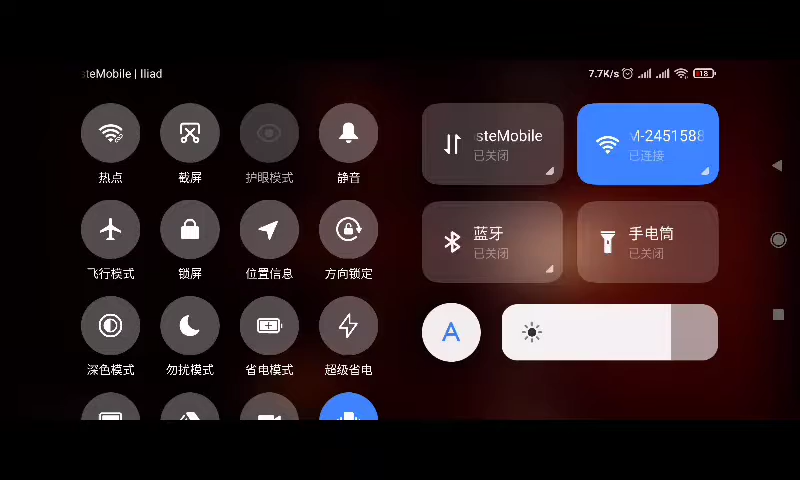 steMobile | Iliad
7.7K/s 18
热点 截屏 护眼模式 静音
飞行模式 锁屏 位置信息 方向锁定
深色模式 勿扰模式 省电模式 超级省电
steMobile
已关闭
M-2451588
已连接
蓝牙
已关闭
手电筒
已关闭
A